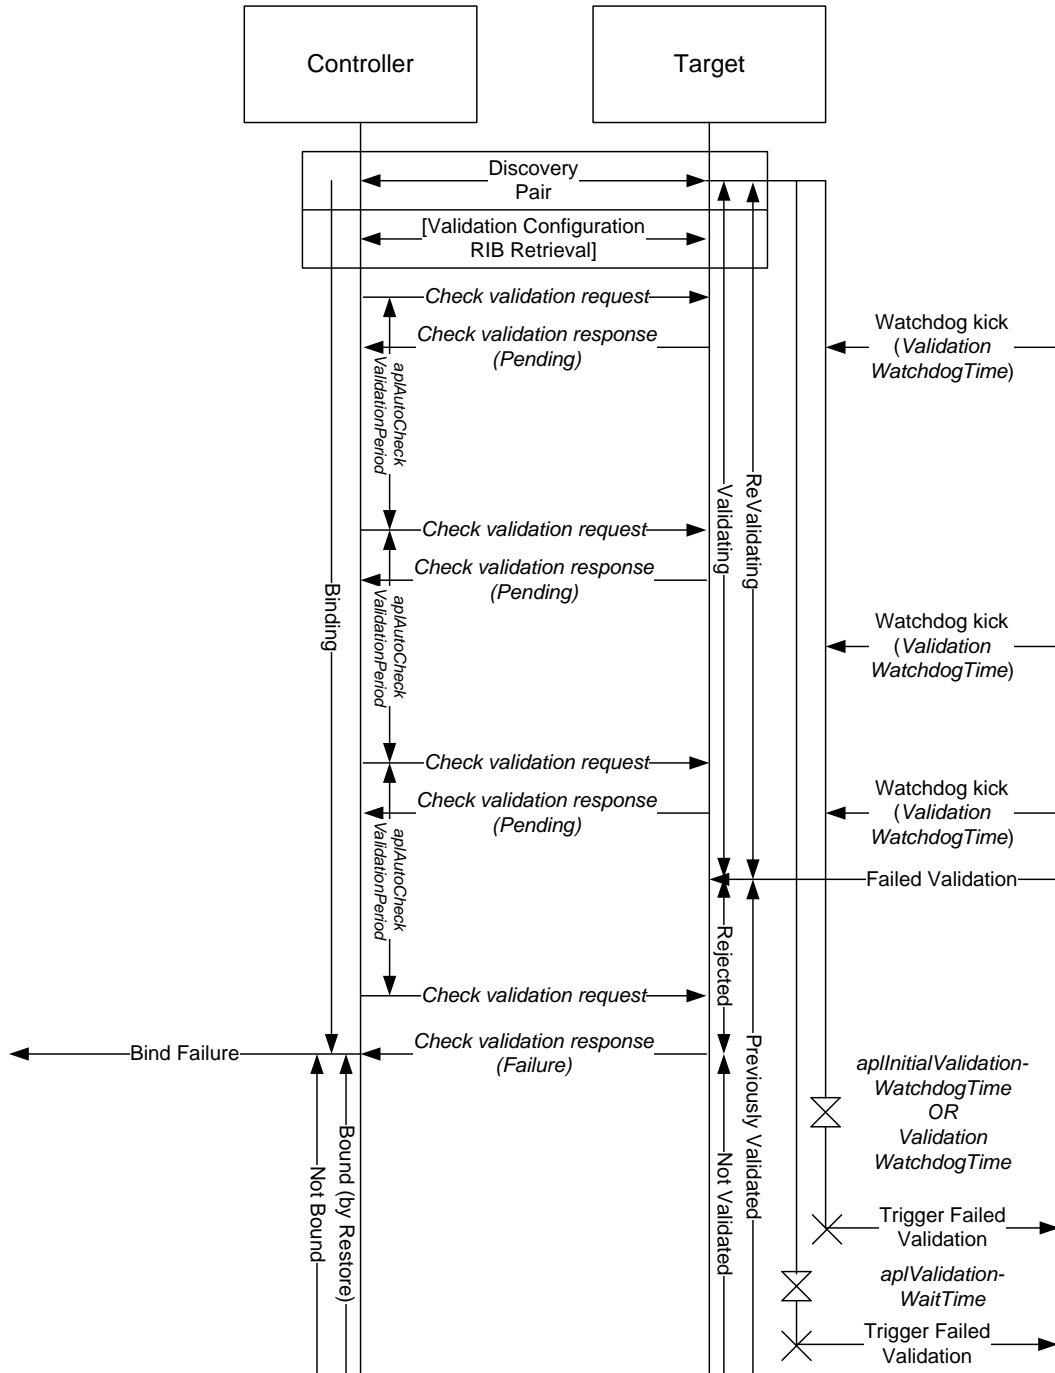 Controller
Target
Discovery
Pair
[Validation Configuration
RIB Retrieval]
Check validation request
Check validation response
(Pending)
Watchdog kick
(Validation
WatchdogTime)
aplAutoCheck
ValidationPeriod
Check validation request
Check validation response
(Pending)
Validating
ReValidating
Binding
aplAutoCheck
ValidationPeriod
Watchdog kick
(Validation
WatchdogTime)
Check validation request
Check validation response
(Pending)
Watchdog kick
(Validation
WatchdogTime)
aplAutoCheck
ValidationPeriod
Failed Validation
Rejected
Check validation request
Bind Failure
Check validation response
(Failure)
Previously Validated
aplInitialValidation-
WatchdogTime
OR
Validation
WatchdogTime
Not Bound
Bound (by Restore)
Not Validated
Trigger Failed
Validation
aplValidation-
WaitTime
Trigger Failed
Validation